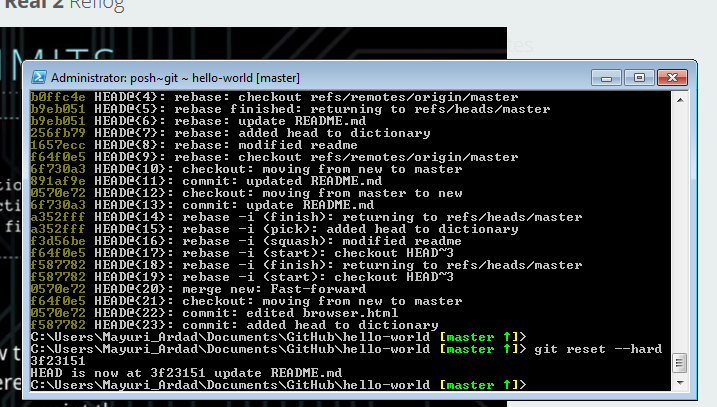 Real 2 Reflog
MITS
Administrator: posh~git ~ hello-world [master]
b0ffc4e HEAD@{4}: rebase: checkout refs/remotes/origin/master
b9eb051 HEAD@{5}: rebase finished: returning to refs/heads/master
b9eb051 HEAD@{6}: rebase: update README.md
256fb79 HEAD@{7}: rebase: added head to dictionary
1657ecc HEAD@{8}: rebase: modified readme
f64f0e5 HEAD@{9}: rebase: checkout refs/remotes/origin/master
6f730a3 HEAD@{10}: checkout: moving from new to master
891af9e HEAD@{11}: commit: updated README.md
0570e72 HEAD@{12}: checkout: moving from master to new
6f730a3 HEAD@{13}: commit: update README.md
a352fff HEAD@{14}: rebase -i (finish): returning to refs/heads/master
a352fff HEAD@{15}: rebase -i (pick): added head to dictionary
f3d56be HEAD@{16}: rebase -i (squash): modified readme
f64f0e5 HEAD@{17}: rebase -i (start): checkout HEAD~3
f587782 HEAD@{18}: rebase -i (finish): returning to refs/heads/master
f587782 HEAD@{19}: rebase -i (start): checkout HEAD~3
0570e72 HEAD@{20}: merge new: Fast-forward
f64f0e5 HEAD@{21}: checkout: moving from new to master
0570e72 HEAD@{22}: commit: edited browser.html
f587782 HEAD@{23}: commit: added head to dictionary
C:\Users\Mayuri_Ardad\Documents\GitHub\hello-world [master ↑]>
C:\Users\Mayuri_Ardad\Documents\GitHub\hello-world [master ↑]> git reset --hard
3f23151
HEAD is now at 3f23151 update README.md
C:\Users\Mayuri_Ardad\Documents\GitHub\hello-world [master ↑]>